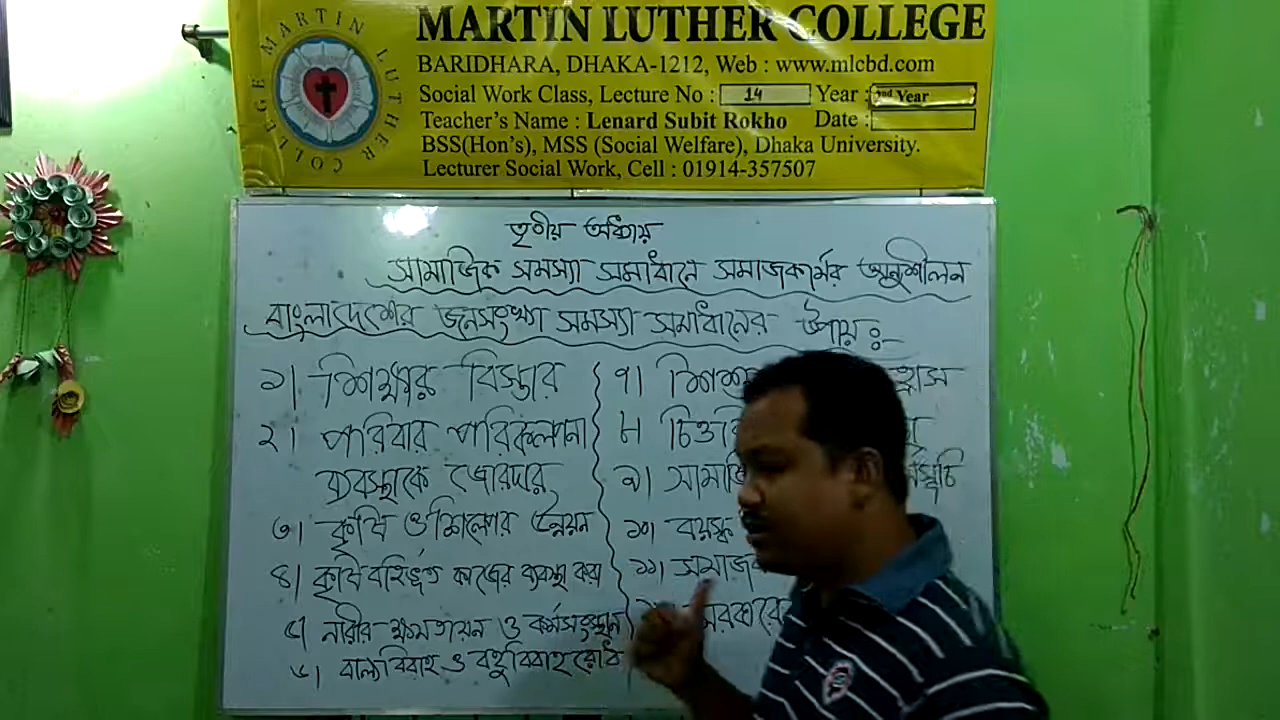 MARTIN LUTHER COLLEGE
MARTIN LUTHER COLLEGE
BARIDHARA, DHAKA-1212, Web : www.mlcbd.com
Social Work Class, Lecture No : 14 Year : 2nd Year
Teacher's Name : Lenard Subit Rokho Date :
BSS(Hon's), MSS (Social Welfare), Dhaka University.
Lecturer Social Work, Cell : 01914-357507
তৃতীয় অধ্যায়
সামাজিক সমস্যা সমাধানে সমাজকর্মের অনুশীলন
বাংলাদেশের জনসংখ্যা সমস্যা সমাধানের উপায়ঃ-
১। শিক্ষার বিস্তার
২। পরিবার পরিকল্পনা
ব্যবস্থাকে জোরদার
৩। কৃষি ও শিল্পের উন্নয়ন
৪। কৃষি বহির্ভূত কাজের ব্যবস্থা করা
৫। নারীর ক্ষমতায়ন ও কর্মসংস্থান
৬। বাল্যবিবাহ ও বহুবিবাহ রোধ
৭। হ্রাস
৮।
৯।
১০। বয়স্ক
১১।